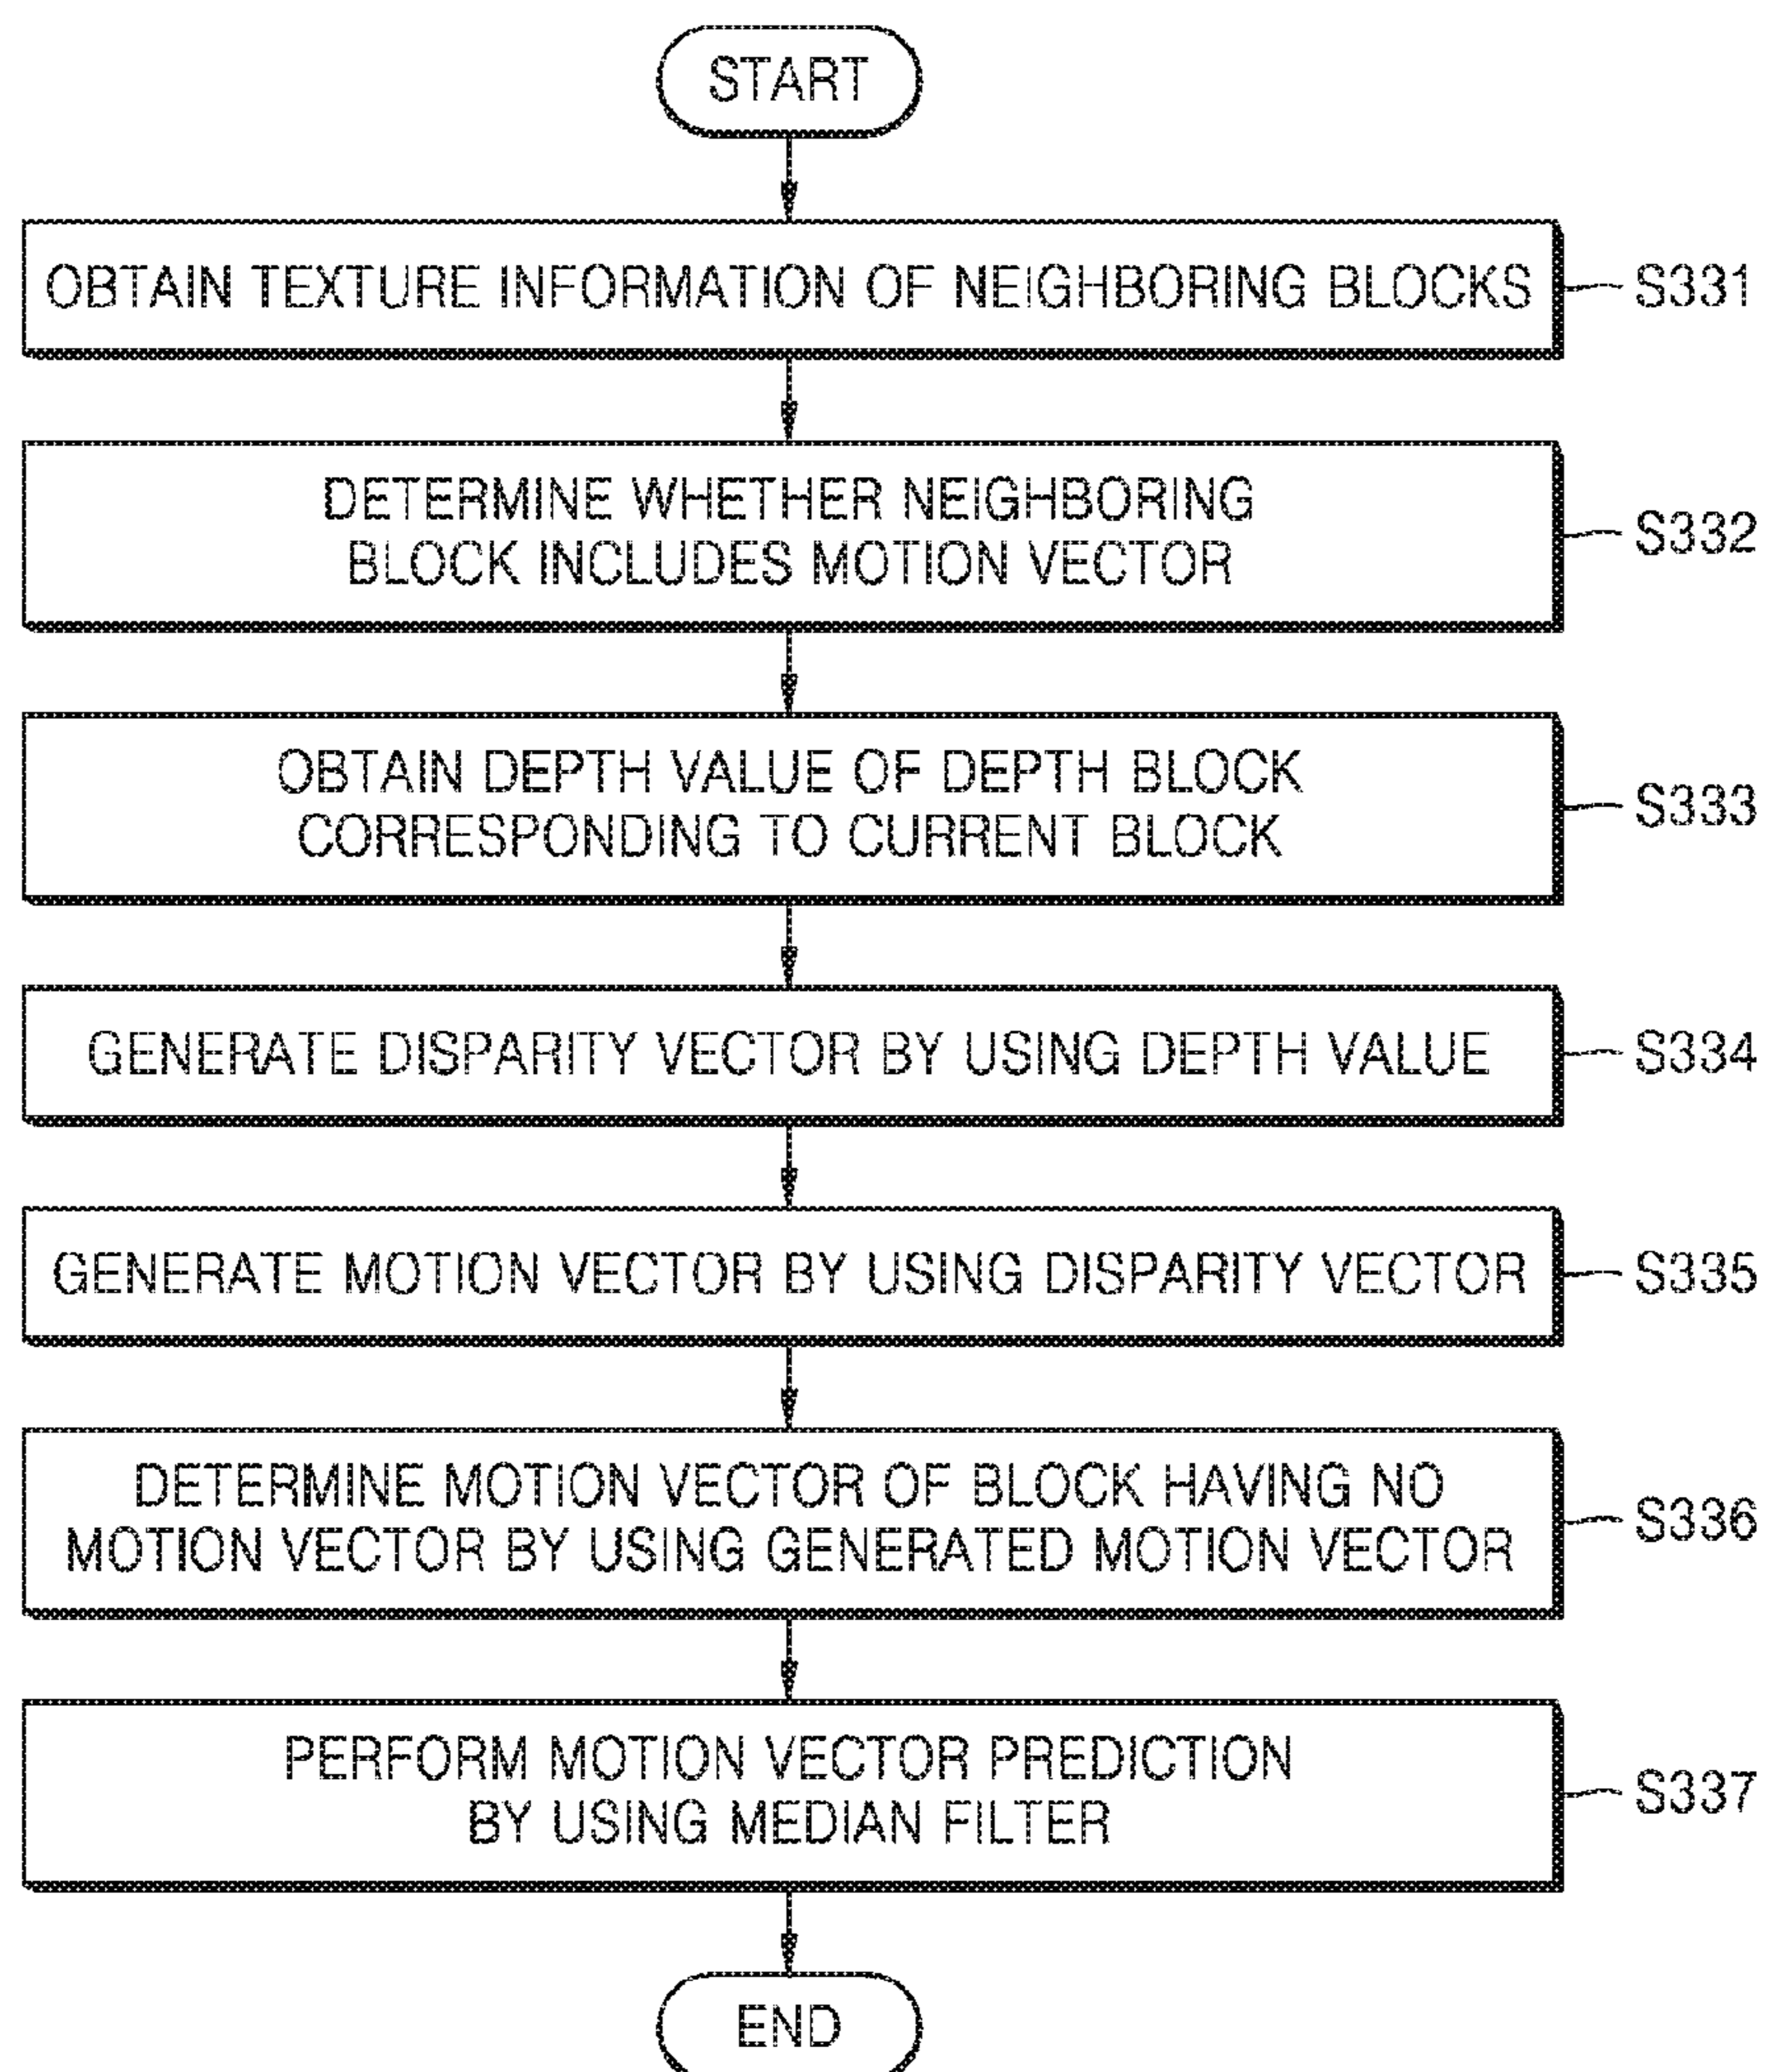 START
OBTAIN TEXTURE INFORMATION OF NEIGHBORING BLOCKS
S331
DETERMINE WHETHER NEIGHBORING
BLOCK INCLUDES MOTION VECTOR
S332
OBTAIN DEPTH VALUE OF DEPTH BLOCK
CORRESPONDING TO CURRENT BLOCK
S333
GENERATE DISPARITY VECTOR BY USING DEPTH VALUE
S334
GENERATE MOTION VECTOR BY USING DISPARITY VECTOR
S335
DETERMINE MOTION VECTOR OF BLOCK HAVING NO
MOTION VECTOR BY USING GENERATED MOTION VECTOR
S336
PERFORM MOTION VECTOR PREDICTION
BY USING MEDIAN FILTER
S337
END